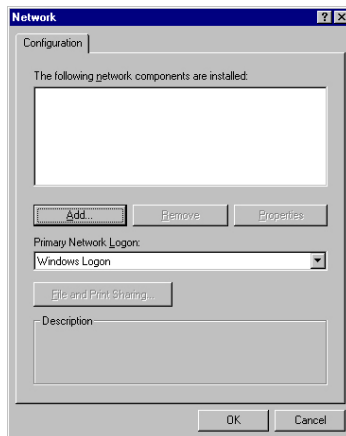 Network
Configuration
The following network components are installed:
Add... Remove Properties
Primary Network Logon:
Windows Logon
File and Print Sharing...
Description
OK Cancel